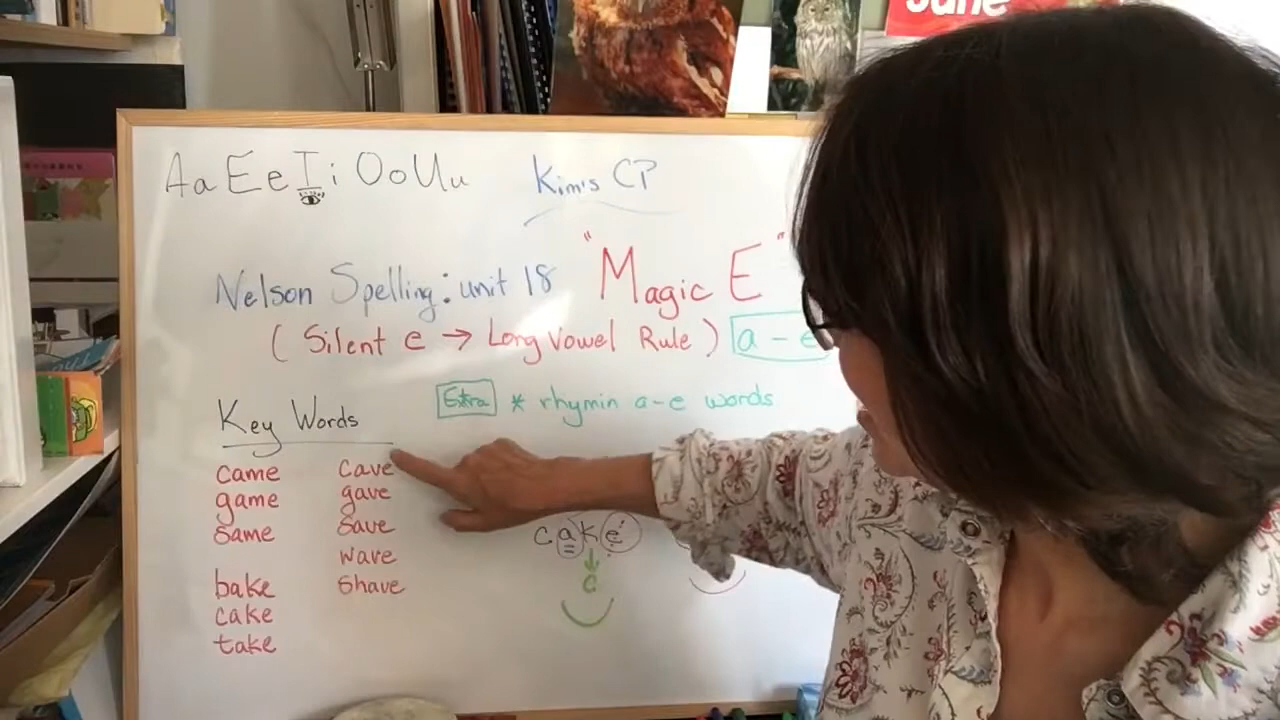 June
Aa Ee Ii Oo Uu
Kim's CP
Nelson Spelling: unit 18 "Magic E"
(Silent e → Long Vowel Rule) a - e
Extra * rhymin a-e words
Key Words
came cave
game gave
same save
wave
bake shave
cake
take
cake
c